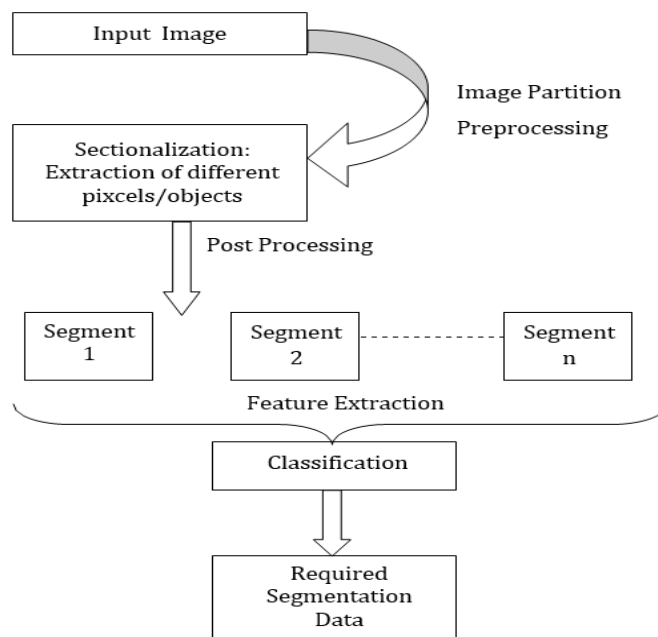 Input Image
Image Partition
Preprocessing
Sectionalization:
Extraction of different
pixcels/objects
Post Processing
Segment
1
Segment
2
Segment
n
Feature Extraction
Classification
Required
Segmentation
Data